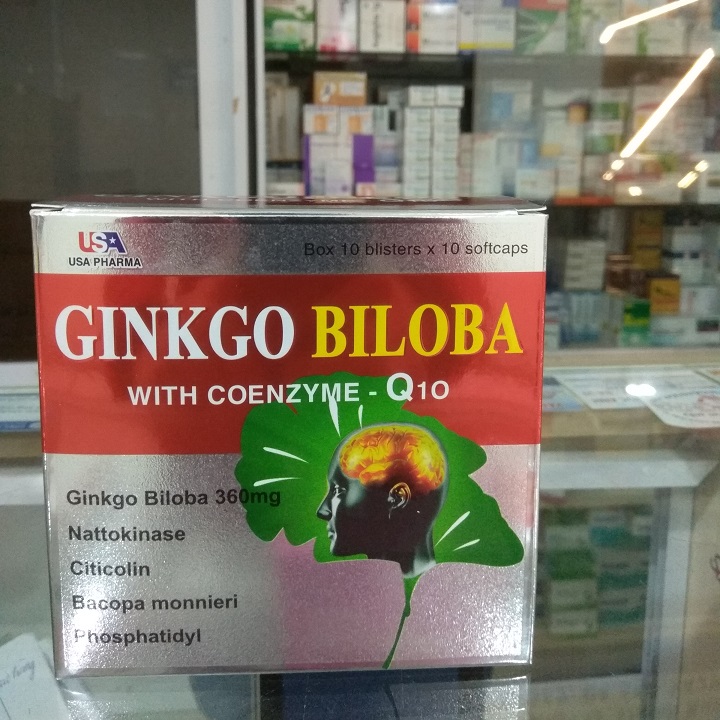 USA
USA PHARMA
Box 10 blisters x 10 softcaps
GINKGO BILOBA
WITH COENZYME - Q10
Ginkgo Biloba 360mg
Nattokinase
Citicolin
Bacopa monnieri
Phosphatidyl